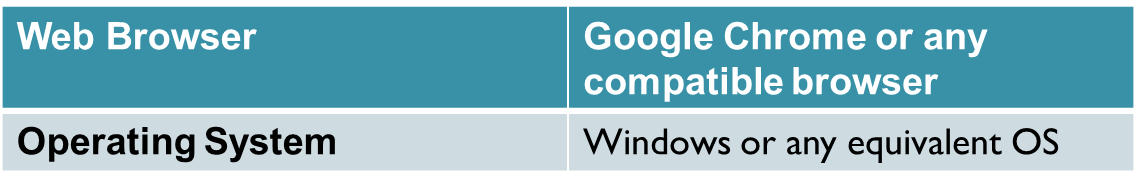 Web Browser
Google Chrome or any
compatible browser
Operating System
Windows or any equivalent OS